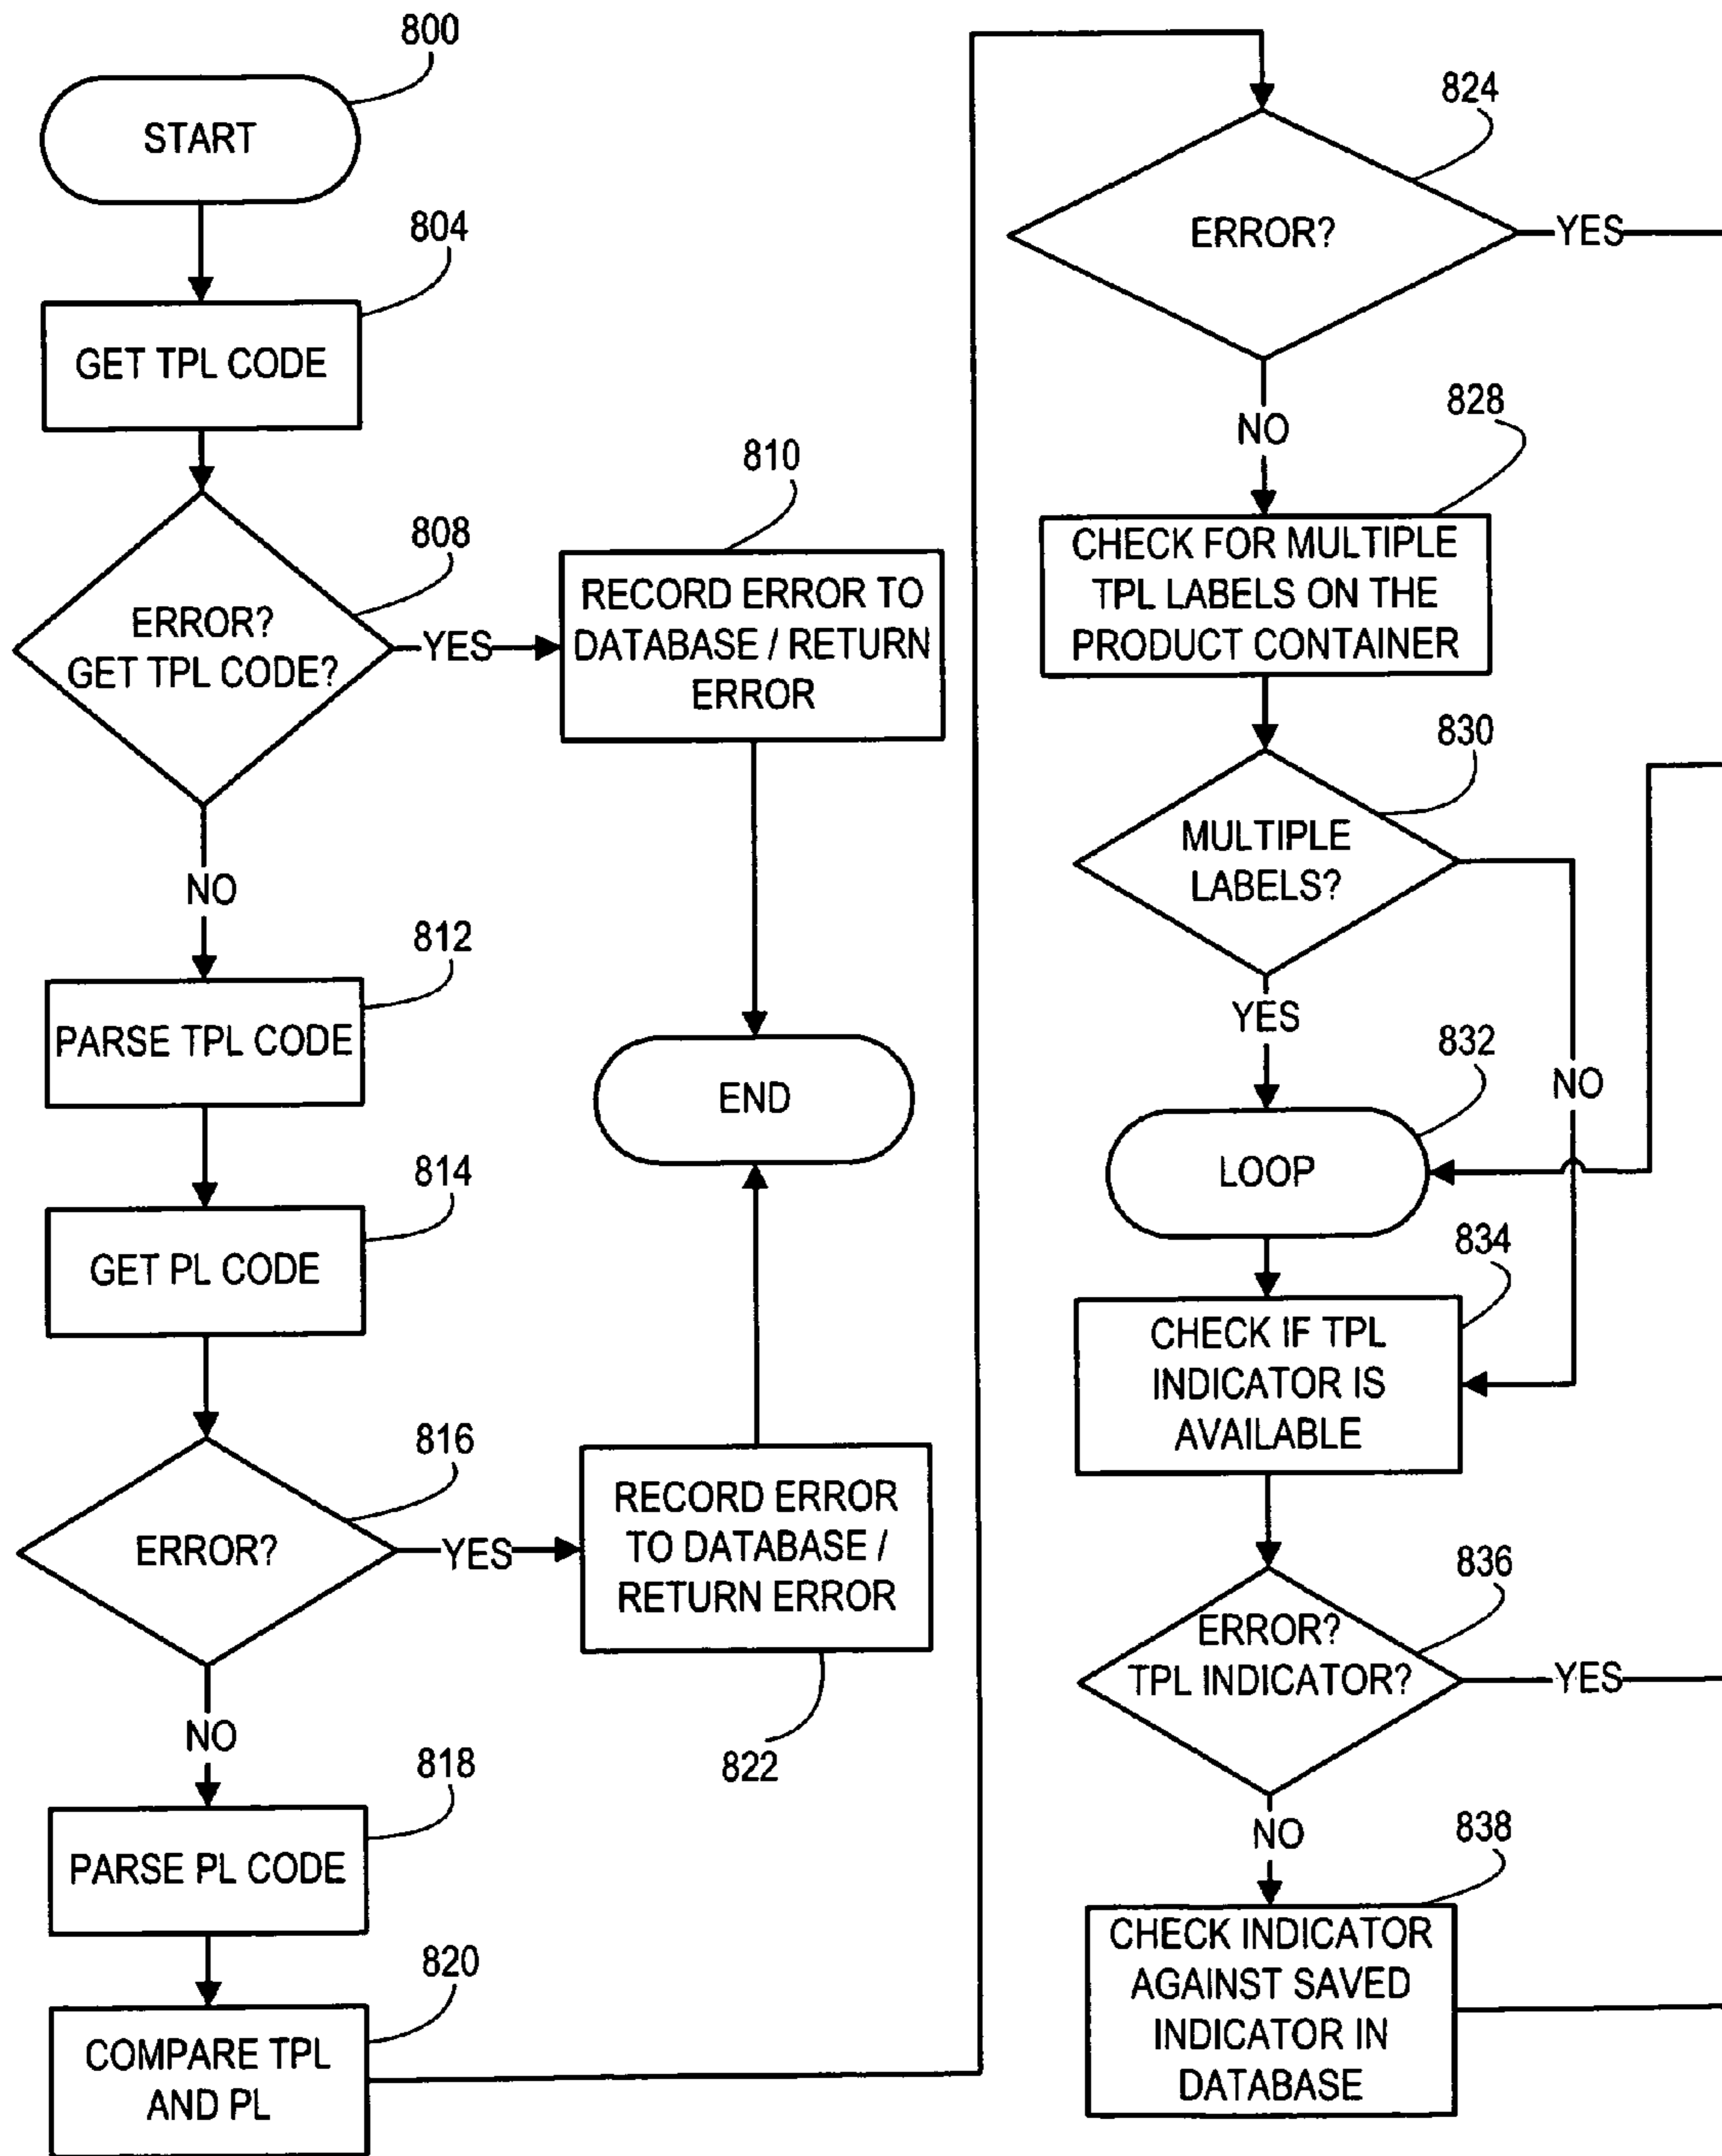 800
START
804
GET TPL CODE
808
ERROR?
GET TPL CODE?
YES
810
RECORD ERROR TO
DATABASE / RETURN
ERROR
NO
812
PARSE TPL CODE
END
814
GET PL CODE
816
ERROR?
YES
RECORD ERROR
TO DATABASE /
RETURN ERROR
822
NO
818
PARSE PL CODE
820
COMPARE TPL
AND PL
824
ERROR?
YES
NO
828
CHECK FOR MULTIPLE
TPL LABELS ON THE
PRODUCT CONTAINER
830
MULTIPLE
LABELS?
YES
NO
832
LOOP
834
CHECK IF TPL
INDICATOR IS
AVAILABLE
836
ERROR?
TPL INDICATOR?
YES
NO
838
CHECK INDICATOR
AGAINST SAVED
INDICATOR IN
DATABASE